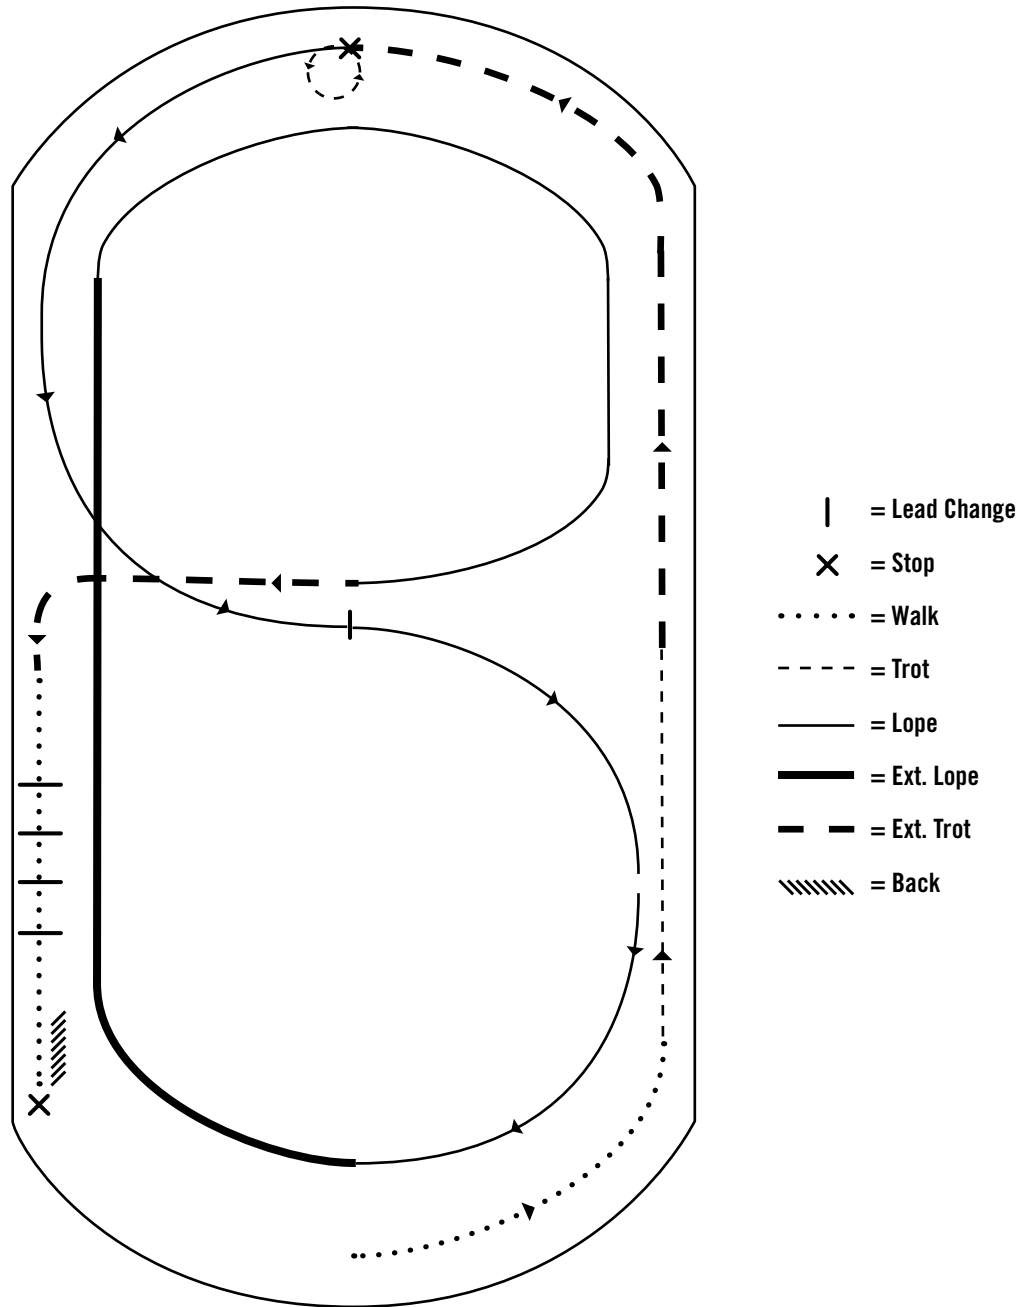 = Lead Change
= Stop
= Walk
= Trot
= Lope
= Ext. Lope
= Ext. Trot
= Back